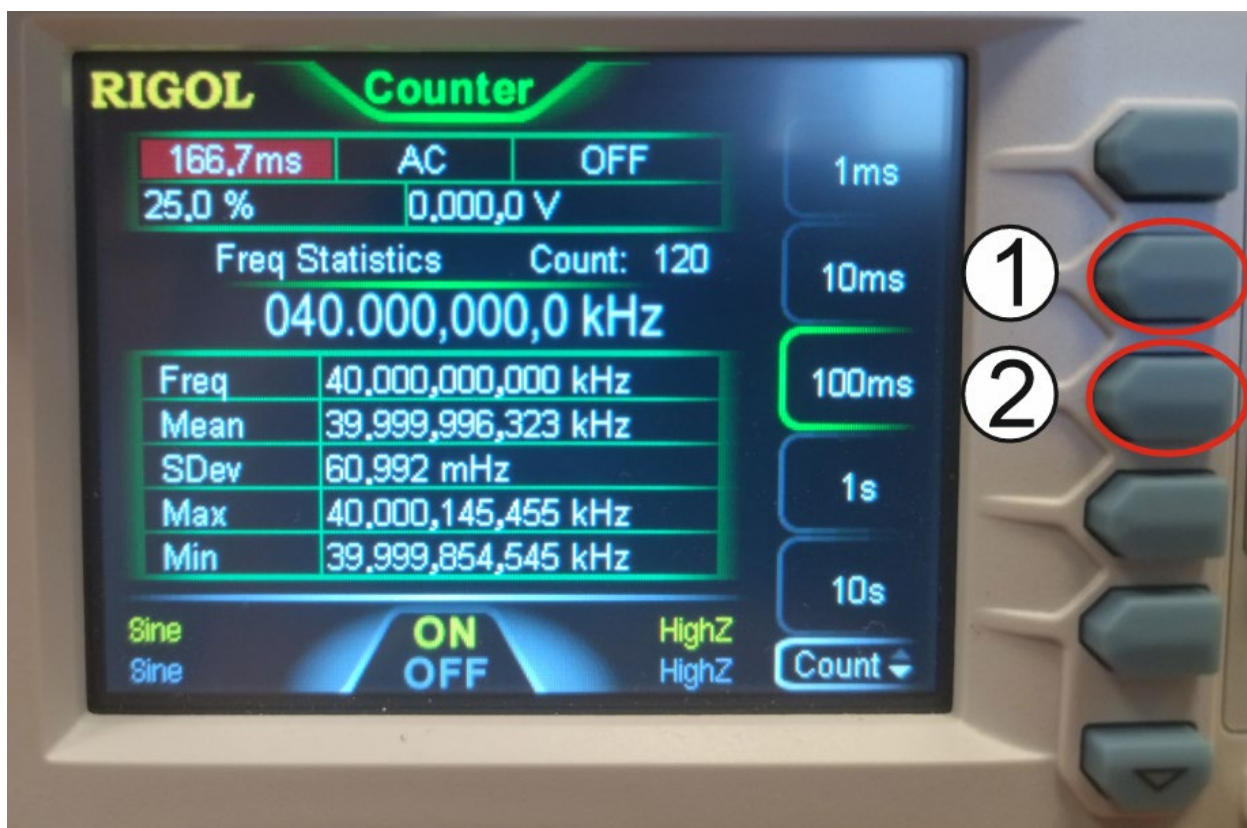 RIGOL Counter
166.7ms AC OFF
25.0 % 0.000,0 V
Freq Statistics Count: 120
040.000,000,0 kHz
Freq 40.000,000,000 kHz
Mean 39.999,996,323 kHz
SDev 60.992 mHz
Max 40.000,145,455 kHz
Min 39.999,854,545 kHz
Sine ON HighZ
Sine OFF HighZ
1ms
10ms
100ms
1s
10s
Count
1
2